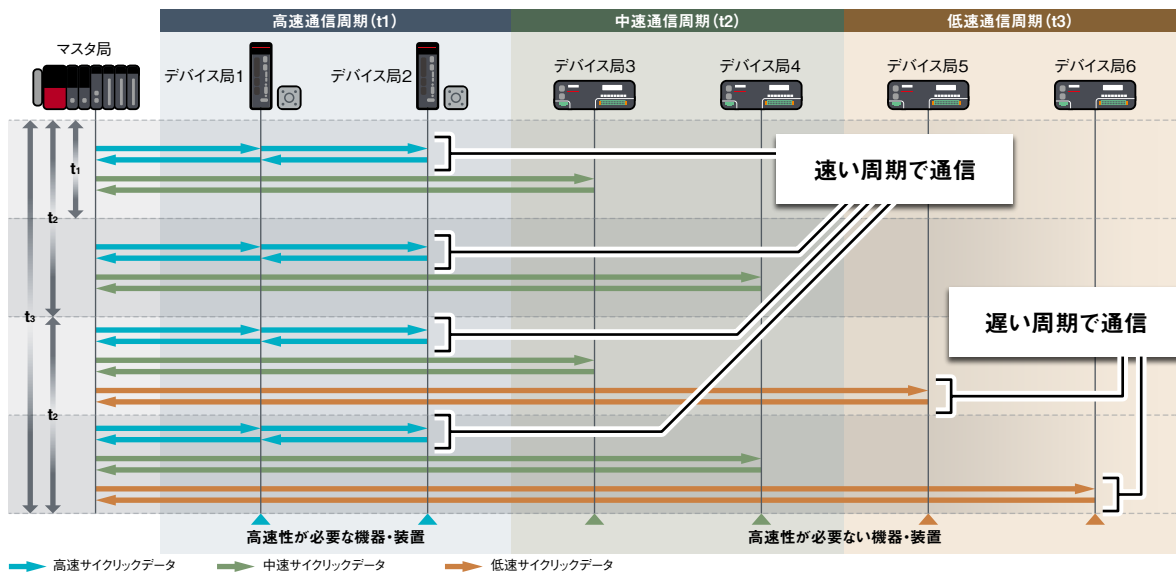 高速通信周期(t1)
中速通信周期(t2)
低速通信周期(t3)
マスタ局
デバイス局1
デバイス局2
デバイス局3
デバイス局4
デバイス局5
デバイス局6
t1
t2
t3
t2
速い周期で通信
遅い周期で通信
高速性が必要な機器・装置
高速性が必要ない機器・装置
高速サイクリックデータ
中速サイクリックデータ
低速サイクリックデータ